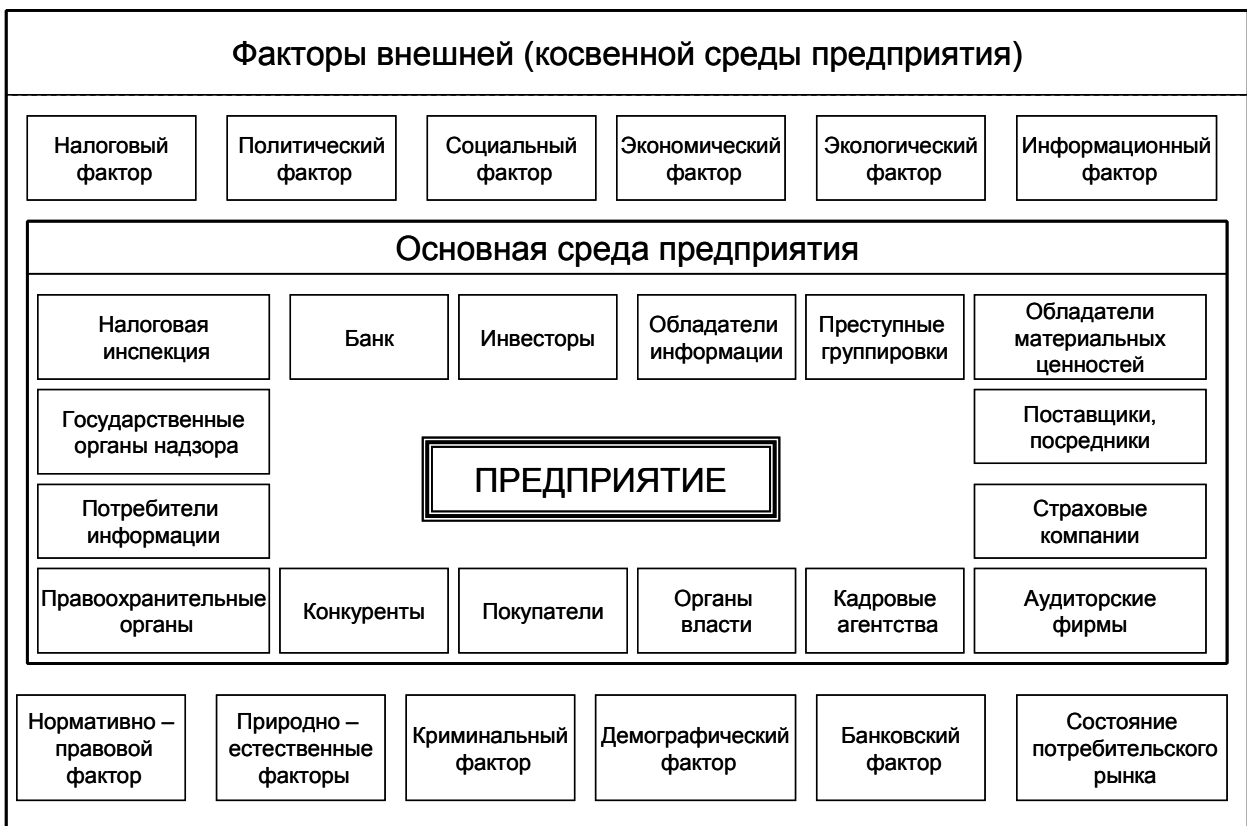 Факторы внешней (косвенной среды предприятия)
Налоговый
фактор
Политический
фактор
Социальный
фактор
Экономический
фактор
Экологический
фактор
Информационный
фактор
Основная среда предприятия
Налоговая
инспекция
Банк
Инвесторы
Обладатели
информации
Преступные
группировки
Обладатели
материальных
ценностей
Государственные
органы надзора
Поставщики,
посредники
ПРЕДПРИЯТИЕ
Потребители
информации
Страховые
компании
Правоохранительные
органы
Конкуренты
Покупатели
Органы
власти
Кадровые
агентства
Аудиторские
фирмы
Нормативно –
правовой
фактор
Природно –
естественные
факторы
Криминальный
фактор
Демографический
фактор
Банковский
фактор
Состояние
потребительского
рынка